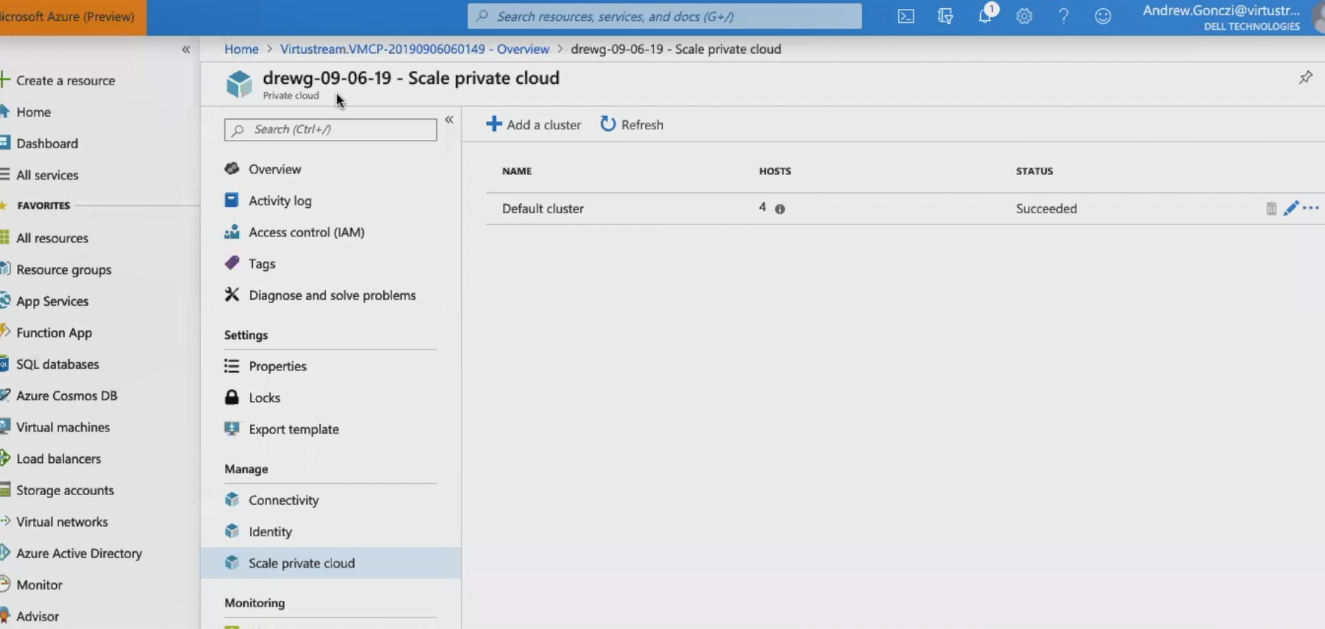 icrosoft Azure (Preview)
Search resources, services, and docs (G+/)
1
Andrew.Gonczi@virtustr...
DELL TECHNOLOGIES
Home > Virtustream.VMCP-20190906060149 - Overview > drewg-09-06-19 - Scale private cloud
drewg-09-06-19 - Scale private cloud
Private cloud
Create a resource
Home
Dashboard
All services
FAVORITES
All resources
Resource groups
App Services
Function App
SQL databases
Azure Cosmos DB
Virtual machines
Load balancers
Storage accounts
Virtual networks
Azure Active Directory
Monitor
Advisor
Search (Ctrl+/)
Overview
Activity log
Access control (IAM)
Tags
Diagnose and solve problems
Settings
Properties
Locks
Export template
Manage
Connectivity
Identity
Scale private cloud
Monitoring
Add a cluster Refresh
NAME HOSTS STATUS
Default cluster 4 Succeeded